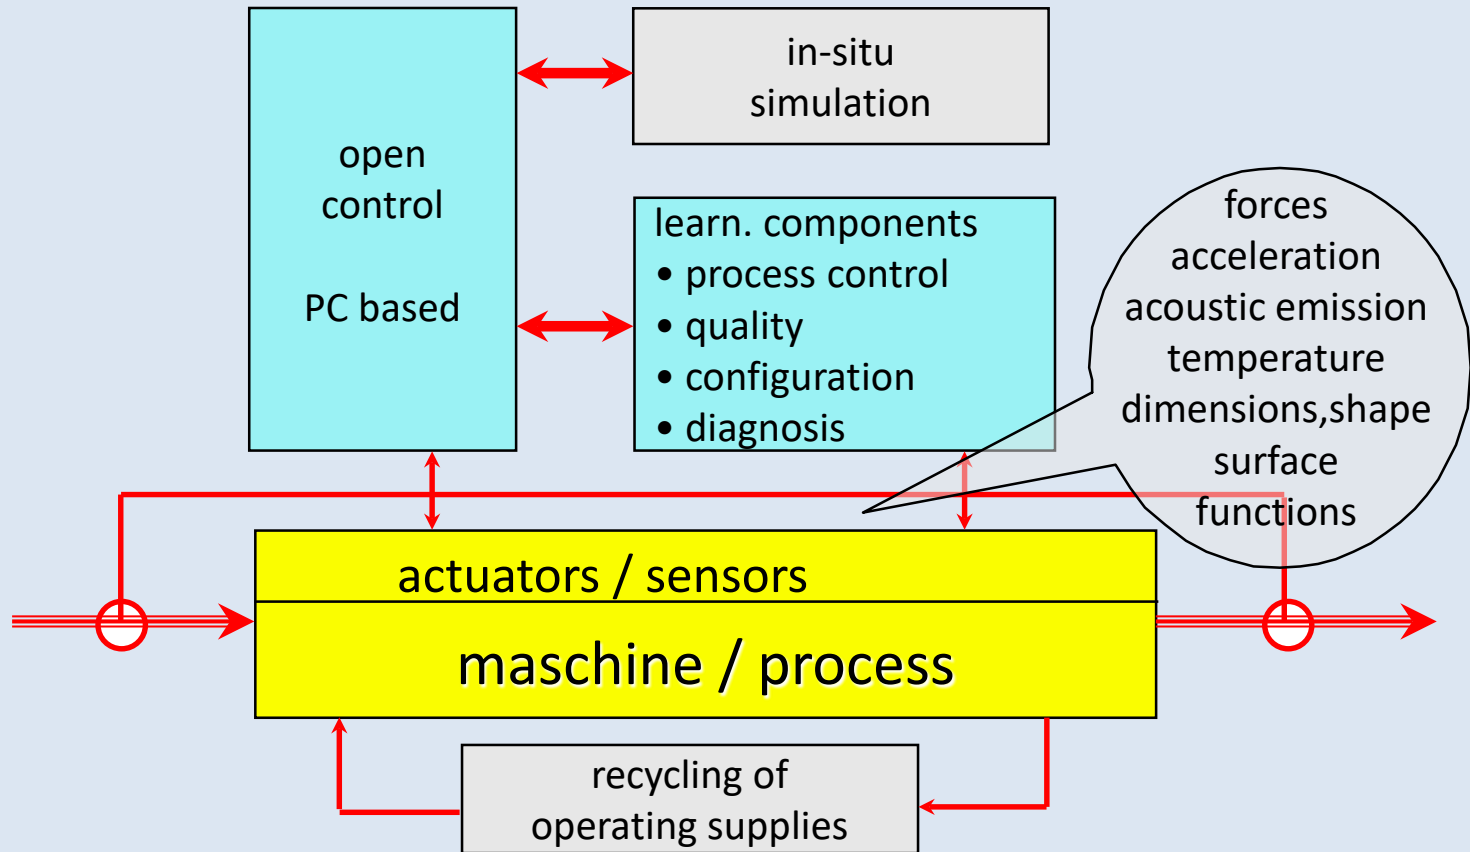 open
control
PC based
in-situ
simulation
learn. components
• process control
• quality
• configuration
• diagnosis
forces
acceleration
acoustic emission
temperature
dimensions,shape
surface
functions
actuators / sensors
maschine / process
recycling of
operating supplies